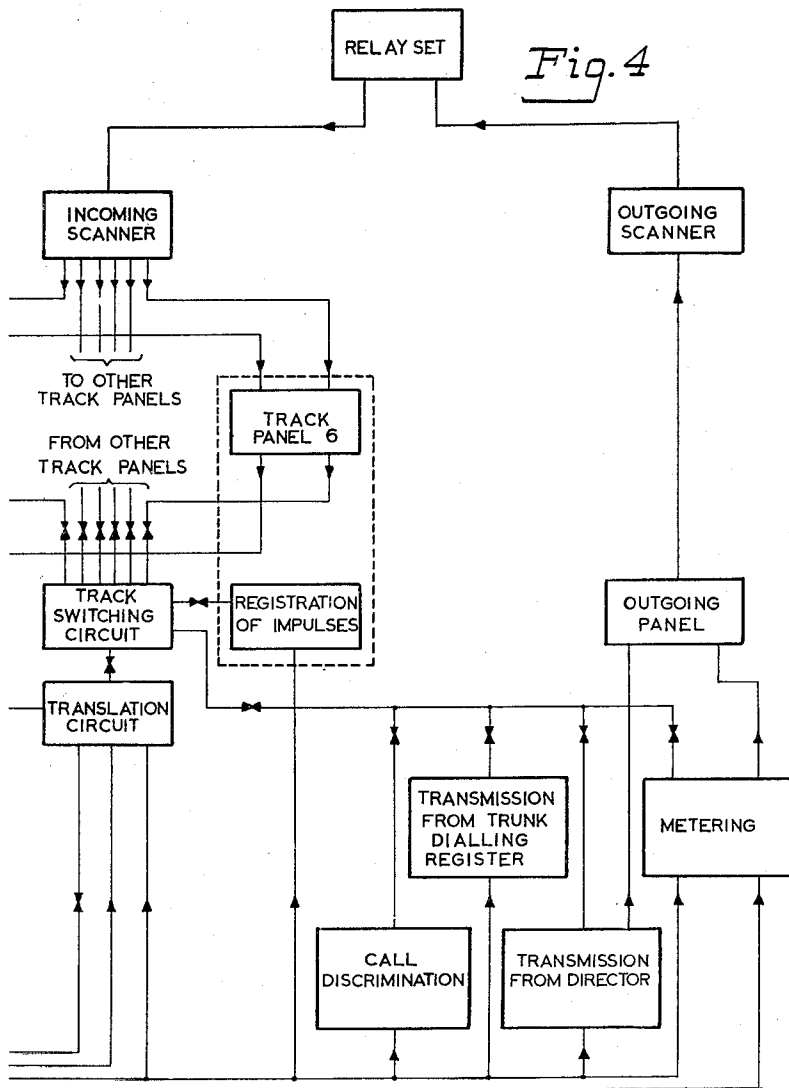 RELAY SET
Fig. 4
INCOMING
SCANNER
OUTGOING
SCANNER
TO OTHER
TRACK PANELS
TRACK
PANEL 6
FROM OTHER
TRACK PANELS
TRACK
SWITCHING
CIRCUIT
REGISTRATION
OF IMPULSES
OUTGOING
PANEL
TRANSLATION
CIRCUIT
TRANSMISSION
FROM TRUNK
DIALLING
REGISTER
METERING
CALL
DISCRIMINATION
TRANSMISSION
FROM DIRECTOR